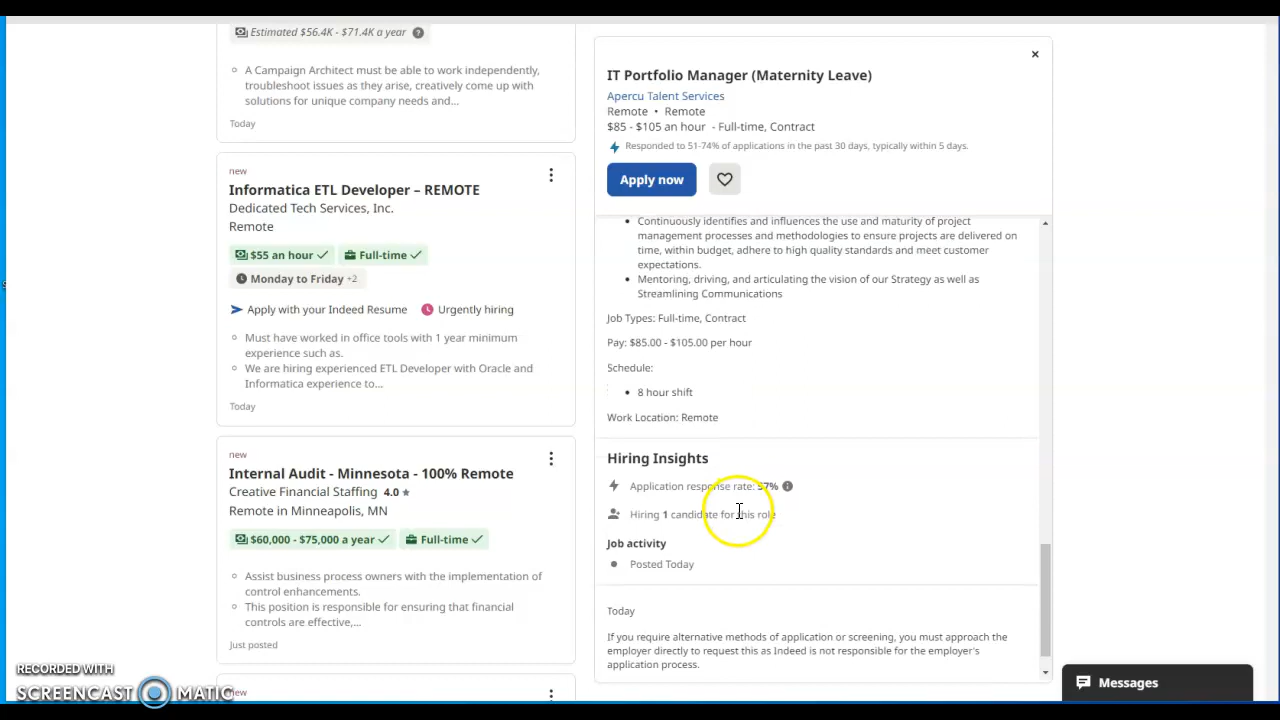 Estimated $56.4K - $71.4K a year ?
A Campaign Architect must be able to work independently,
troubleshoot issues as they arise, creatively come up with
solutions for unique company needs and...
Today
new
Informatica ETL Developer – REMOTE
Dedicated Tech Services, Inc.
Remote
$55 an hour Full-time
Monday to Friday +2
Apply with your Indeed Resume Urgently hiring
Must have worked in office tools with 1 year minimum
experience such as.
We are hiring experienced ETL Developer with Oracle and
Informatica experience to...
Today
new
Internal Audit - Minnesota - 100% Remote
Creative Financial Staffing 4.0
Remote in Minneapolis, MN
$60,000 - $75,000 a year Full-time
Assist business process owners with the implementation of
control enhancements.
This position is responsible for ensuring that financial
controls are effective,...
Just posted
new
IT Portfolio Manager (Maternity Leave)
Apercu Talent Services
Remote • Remote
$85 - $105 an hour - Full-time, Contract
Responded to 51-74% of applications in the past 30 days, typically within 5 days.
Apply now
• Continuously identifies and influences the use and maturity of project
management processes and methodologies to ensure projects are delivered on
time, within budget, adhere to high quality standards and meet customer
expectations.
• Mentoring, driving, and articulating the vision of our Strategy as well as
Streamlining Communications
Job Types: Full-time, Contract
Pay: $85.00 - $105.00 per hour
Schedule:
• 8 hour shift
Work Location: Remote
Hiring Insights
Application response rate: 57%
Hiring 1 candidate for this role
Job activity
Posted Today
Today
If you require alternative methods of application or screening, you must approach the
employer directly to request this as Indeed is not responsible for the employer's
application process.
Messages
RECORDED WITH
SCREENCAST MATIC